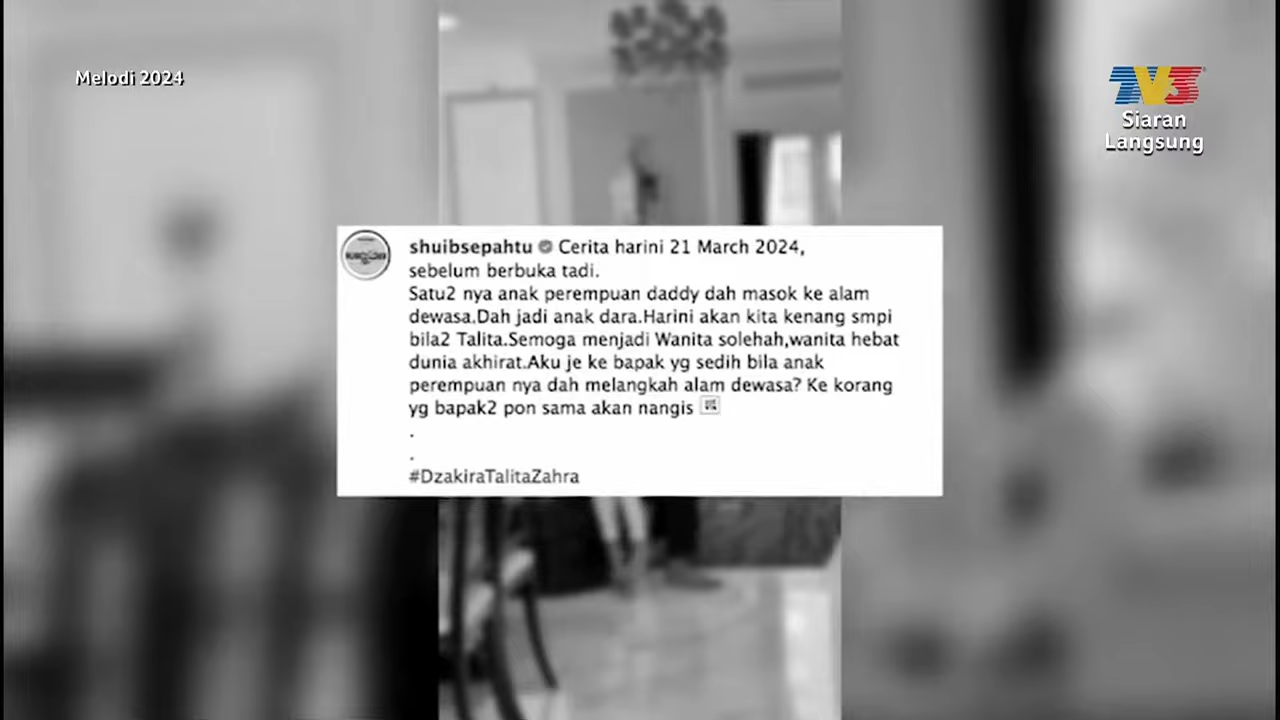 Melodi 2024
TV3
Siaran
Langsung
shuibsepahtu Cerita harini 21 March 2024,
sebelum berbuka tadi.
Satu2 nya anak perempuan daddy dah masok ke alam
dewasa.Dah jadi anak dara.Harini akan kita kenang smpi
bila2 Talita.Semoga menjadi Wanita solehah,wanita hebat
dunia akhirat.Aku je ke bapak yg sedih bila anak
perempuan nya dah melangkah alam dewasa? Ke korang
yg bapak2 pon sama akan nangis
.
.
#DzakiraTalitaZahra